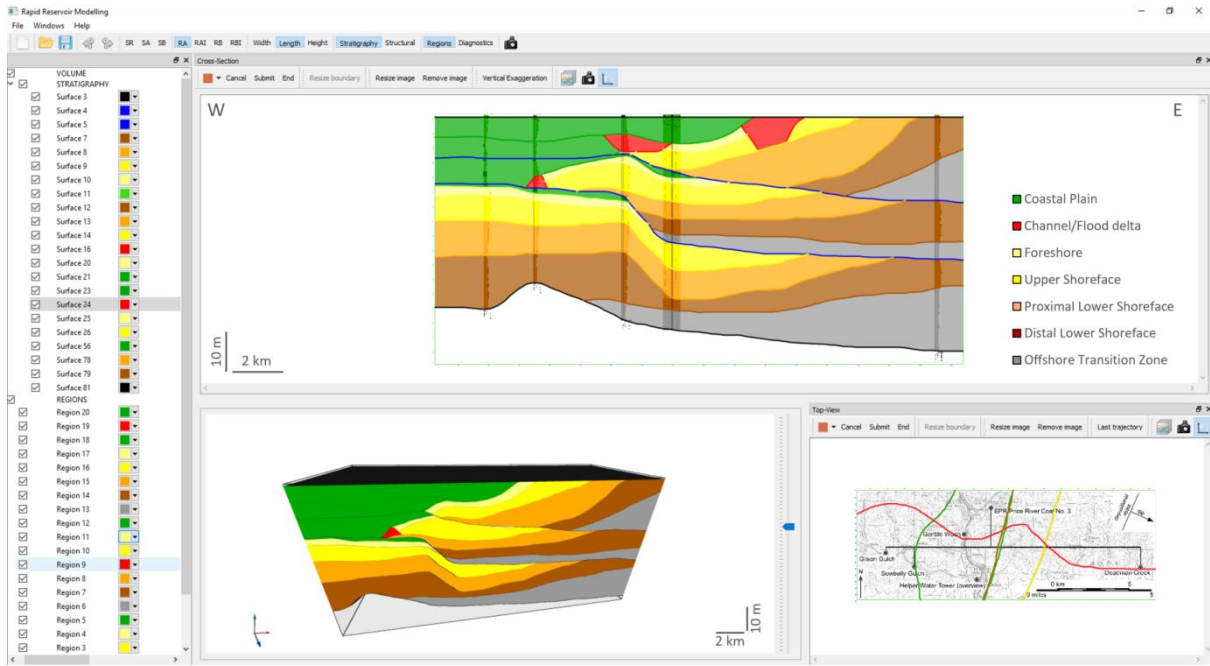 Rapid Reservoir Modelling
File Windows Help
SR SA SB RA RAI RB RBI Width Length Height Stratigraphy Structural Regions Diagnostics
VOLUME
STRATIGRAPHY
Surface 3
Surface 4
Surface 5
Surface 7
Surface 8
Surface 9
Surface 10
Surface 11
Surface 12
Surface 13
Surface 14
Surface 16
Surface 20
Surface 21
Surface 23
Surface 24
Surface 25
Surface 26
Surface 56
Surface 78
Surface 79
Surface 81
REGIONS
Region 20
Region 19
Region 18
Region 17
Region 16
Region 15
Region 14
Region 13
Region 12
Region 11
Region 10
Region 9
Region 8
Region 7
Region 6
Region 5
Region 4
Region 3
Cross-Section
Cancel Submit End Resize boundary Resize image Remove image Vertical Exaggeration
W
E
Coastal Plain
Channel/Flood delta
Foreshore
Upper Shoreface
Proximal Lower Shoreface
Distal Lower Shoreface
Offshore Transition Zone
10 m
2 km
10 m
2 km
Top-View
Cancel Submit End Resize boundary Resize image Remove image Last trajectory
EPR Price River Coal No. 3
Gentile Wash
Gilson Gulch
Sowbelly Gulch
Deadman Creek
Helper Water Tower (overview)
N
0 km
0 miles